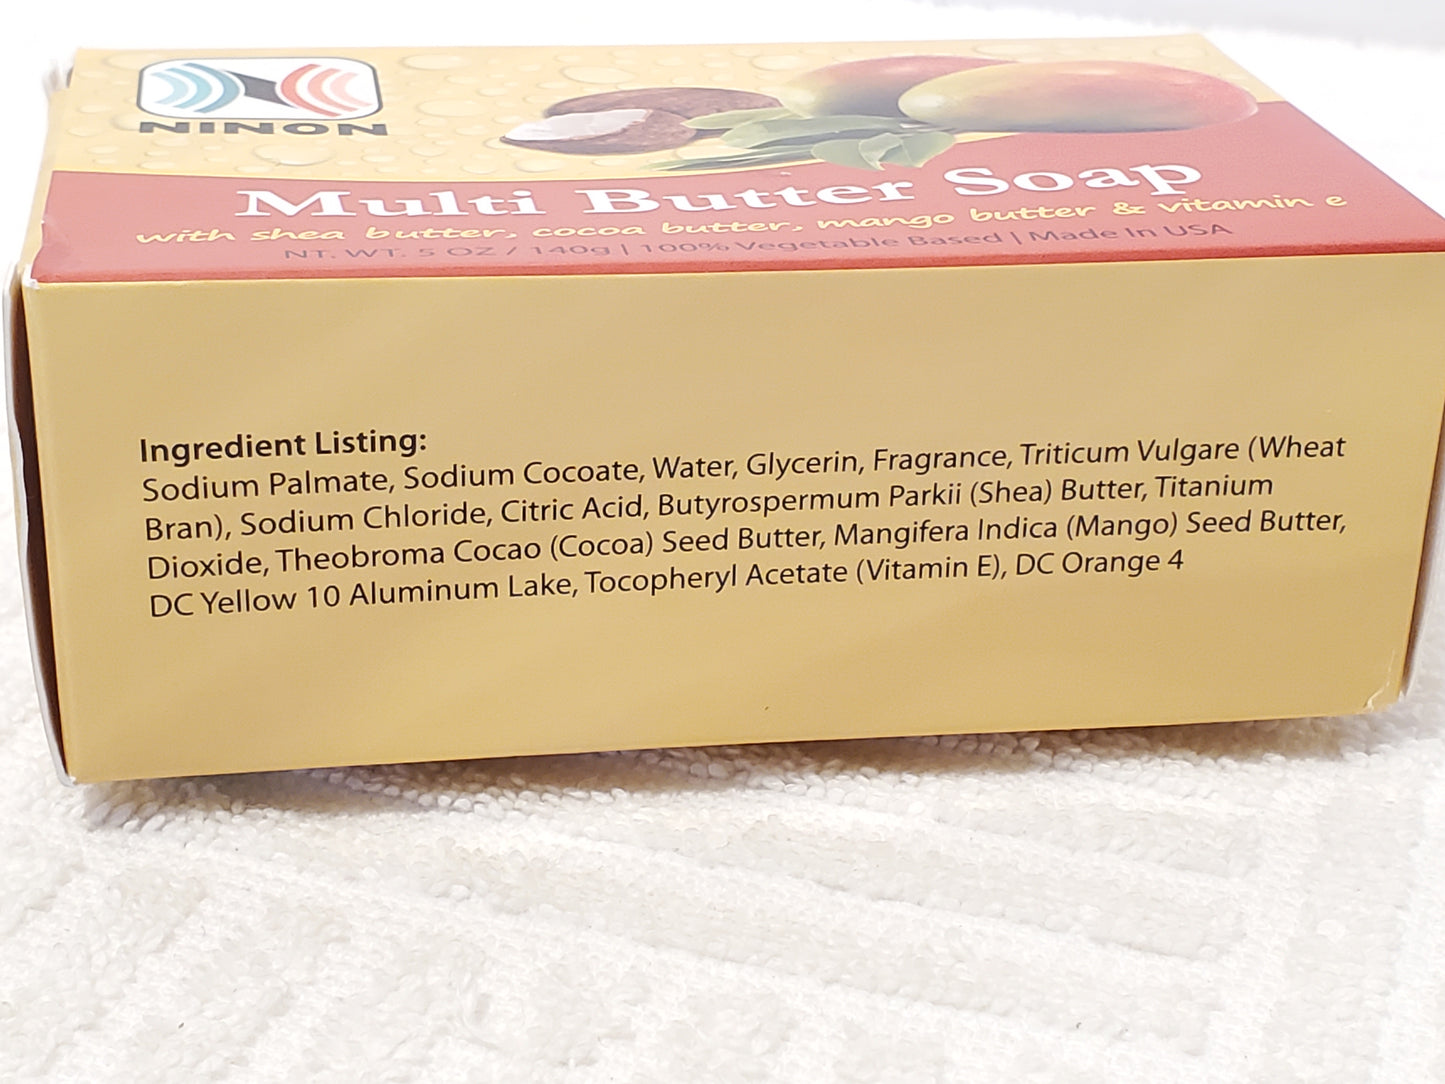 NINON
Multi Butter Soap
with shea butter, cocoa butter, mango butter & vitamin e
NT. WT. 5 OZ / 140g | 100% Vegetable Based | Made In USA
Ingredient Listing:
Sodium Palmate, Sodium Cocoate, Water, Glycerin, Fragrance, Triticum Vulgare (Wheat
Bran), Sodium Chloride, Citric Acid, Butyrospermum Parkii (Shea) Butter, Titanium
Dioxide, Theobroma Cocao (Cocoa) Seed Butter, Mangifera Indica (Mango) Seed Butter,
DC Yellow 10 Aluminum Lake, Tocopheryl Acetate (Vitamin E), DC Orange 4